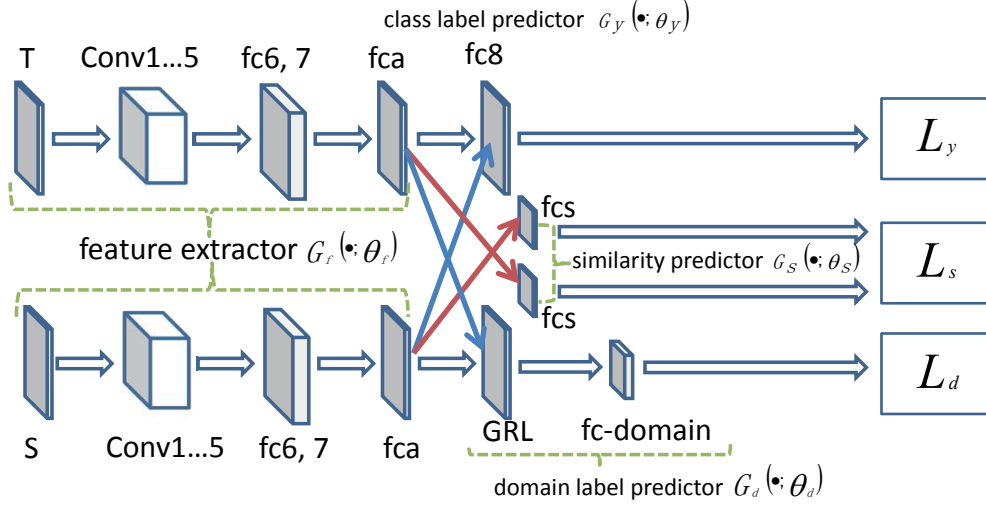 class label predictor G_y(•; θ_y)
T
Conv1...5
fc6, 7
fca
fc8
L_y
fcs
feature extractor G_f(•; θ_f)
similarity predictor G_S(•; θ_S)
L_s
fcs
L_d
S
Conv1...5
fc6, 7
fca
GRL
fc-domain
domain label predictor G_d(•; θ_d)